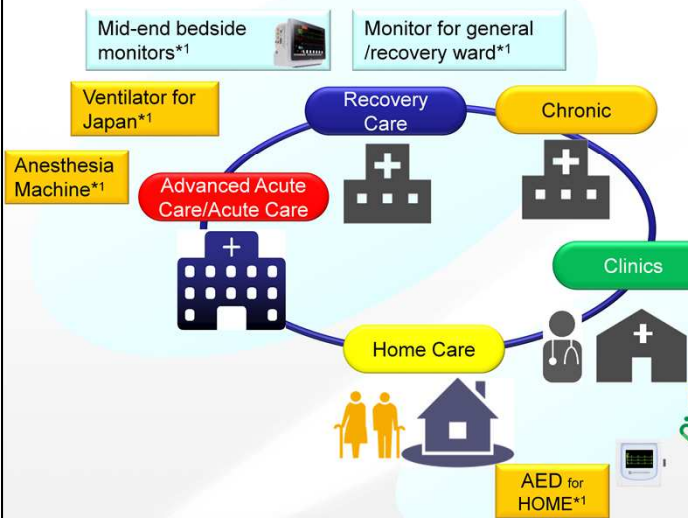 Mid-end bedside
monitors*1
Monitor for general
/recovery ward*1
Ventilator for
Japan*1
Recovery
Care
Chronic
Anesthesia
Machine*1
Advanced Acute
Care/Acute Care
Clinics
Home Care
AED for
HOME*1